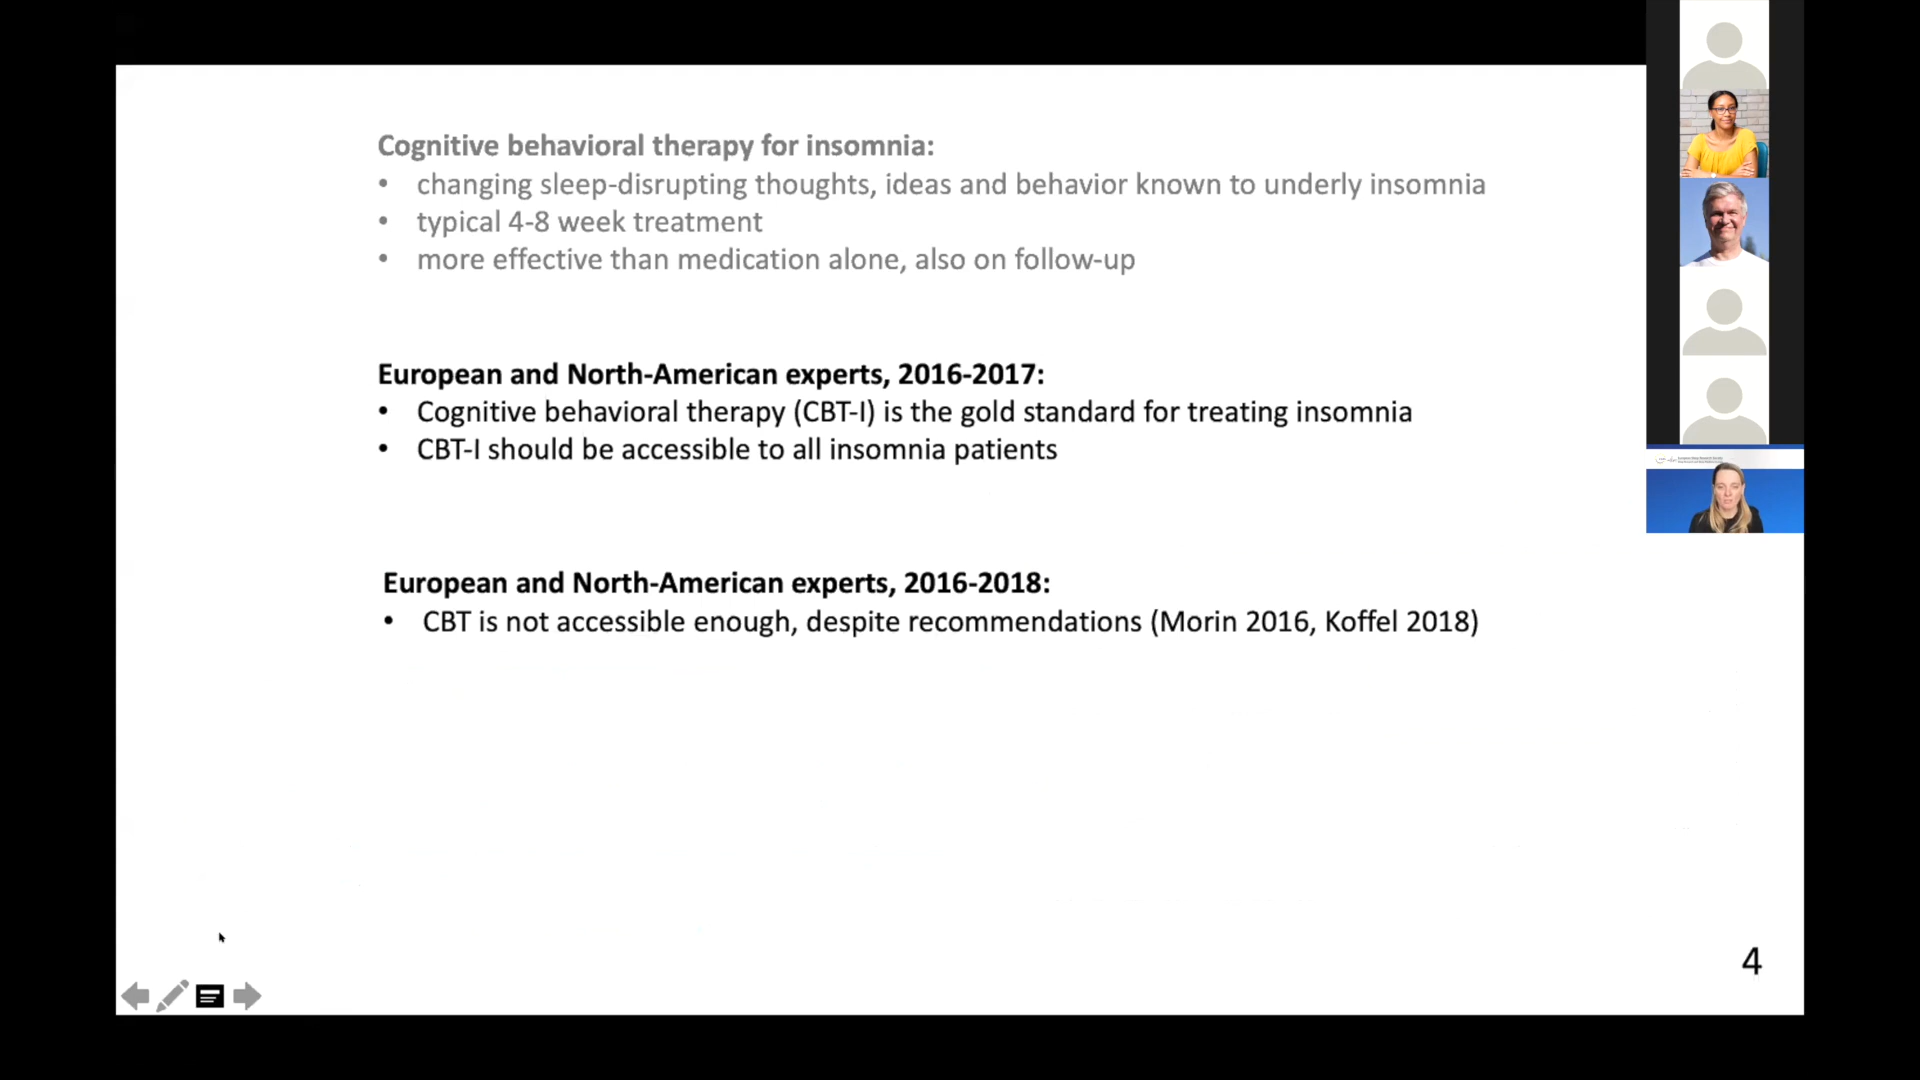 Cognitive behavioral therapy for insomnia:
• changing sleep-disrupting thoughts, ideas and behavior known to underly insomnia
• typical 4-8 week treatment
• more effective than medication alone, also on follow-up
European and North-American experts, 2016-2017:
• Cognitive behavioral therapy (CBT-I) is the gold standard for treating insomnia
• CBT-I should be accessible to all insomnia patients
European and North-American experts, 2016-2018:
• CBT is not accessible enough, despite recommendations (Morin 2016, Koffel 2018)
4